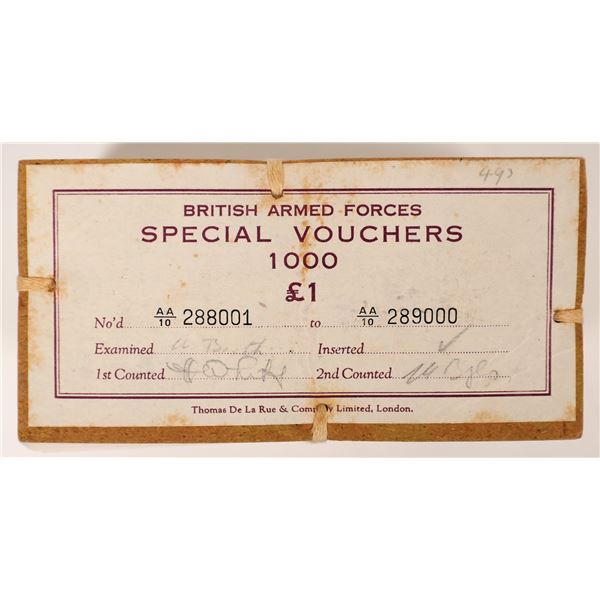 493
BRITISH ARMED FORCES
SPECIAL VOUCHERS
1000
£1
No'd AA/10 288001 to AA/10 289000
Examined Inserted ✓
1st Counted 2nd Counted
Thomas De La Rue & Company Limited, London.